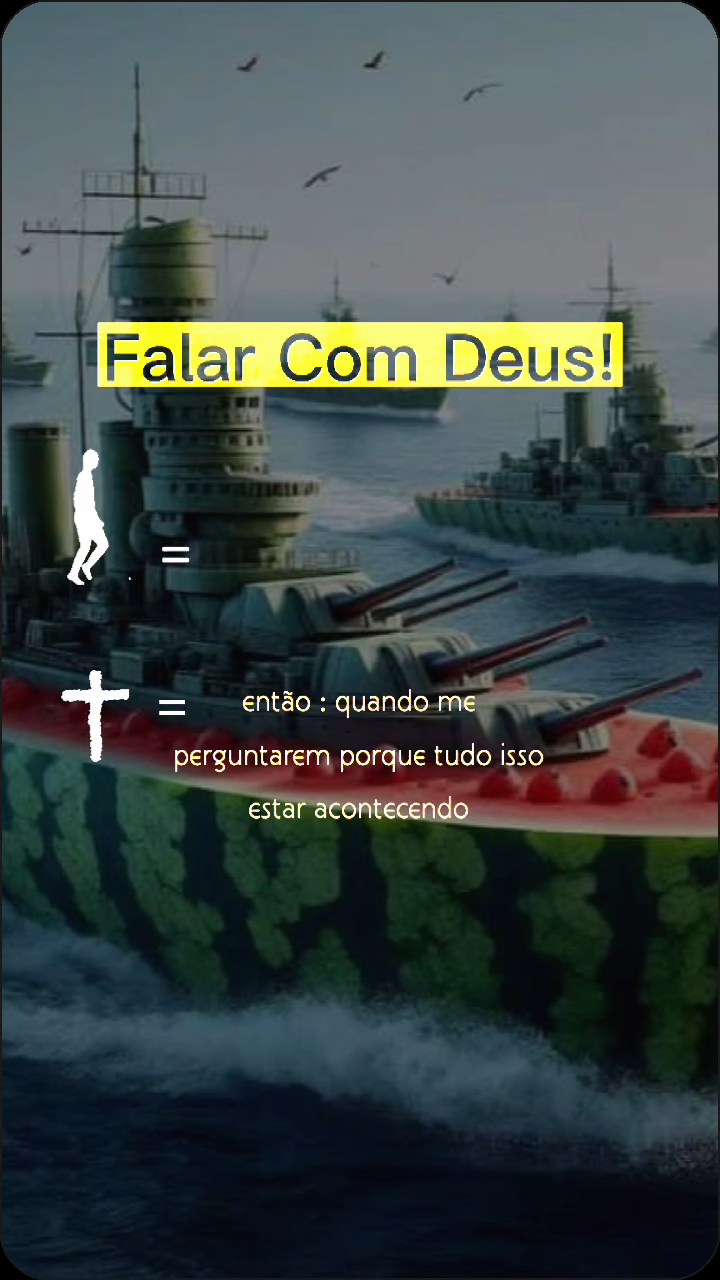 Falar Com Deus!
=
= então : quando me
perguntarem porque tudo isso
estar acontecendo